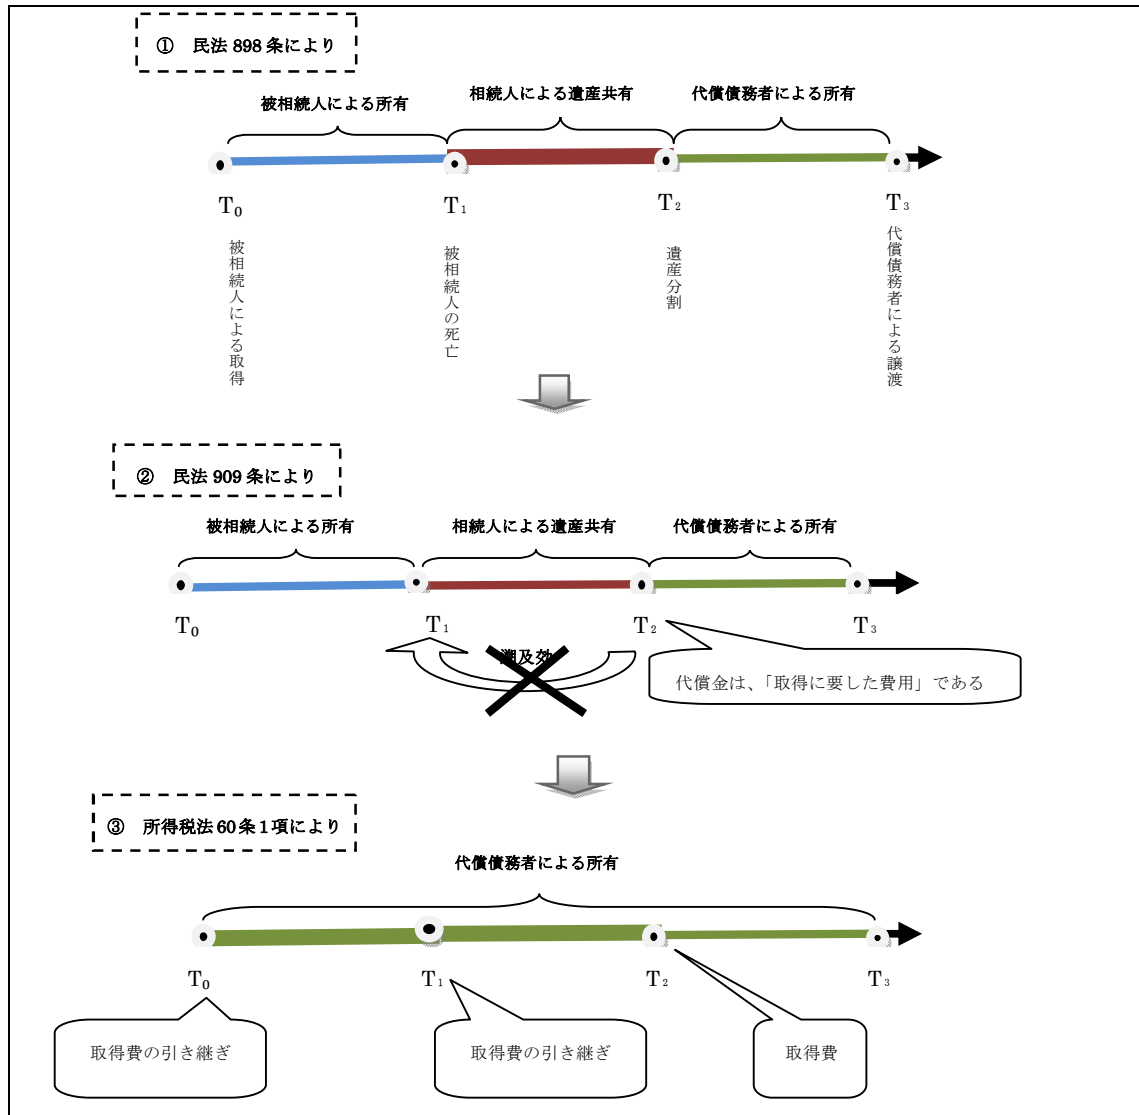 ① 民法 898 条により
被相続人による所有
相続人による遺産共有
代償債務者による所有
T₀
T₁
T₂
T₃
被相続人による取得
被相続人の死亡
遺産分割
代償債務者による譲渡
② 民法 909 条により
被相続人による所有
相続人による遺産共有
代償債務者による所有
T₀
T₁
T₂
T₃
遡及効
代償金は、「取得に要した費用」である
③ 所得税法 60 条 1 項により
代償債務者による所有
T₀
T₁
T₂
T₃
取得費の引き継ぎ
取得費の引き継ぎ
取得費